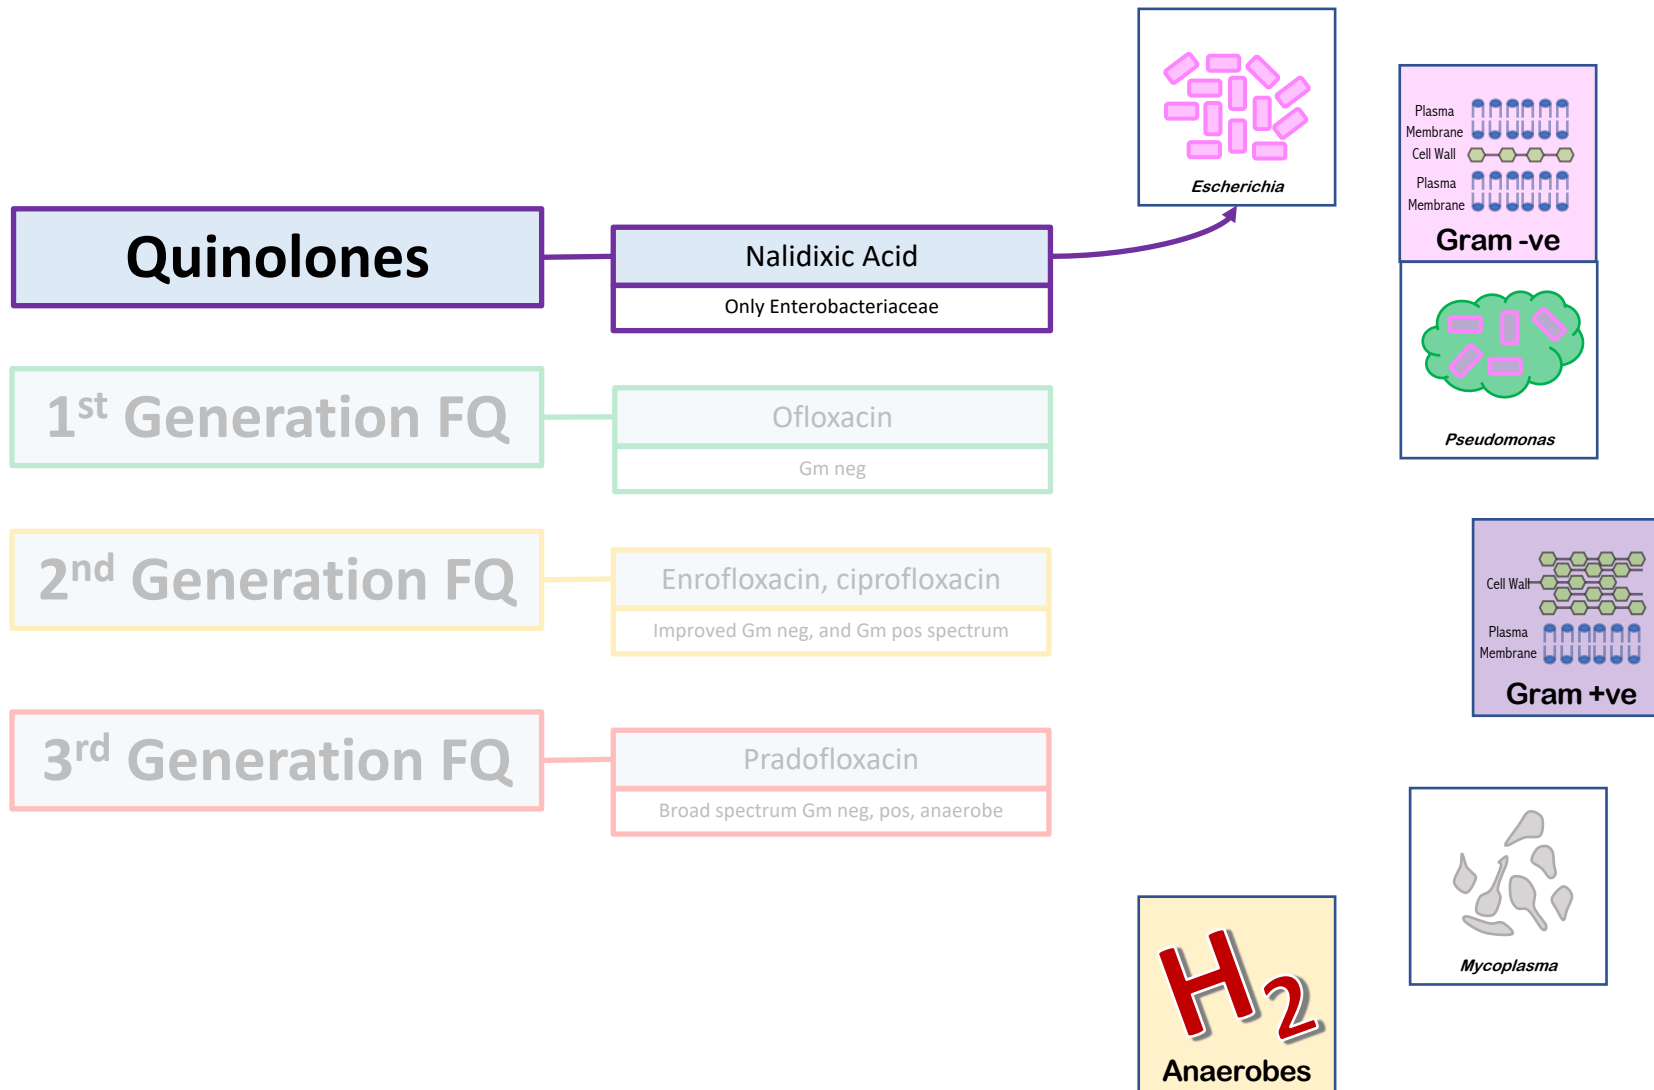 Quinolones
Nalidixic Acid
Only Enterobacteriaceae
1st Generation FQ
Ofloxacin
Gm neg
2nd Generation FQ
Enrofloxacin, ciprofloxacin
Improved Gm neg, and Gm pos spectrum
3rd Generation FQ
Pradofloxacin
Broad spectrum Gm neg, pos, anaerobe
Escherichia
Plasma
Membrane
Cell Wall
Plasma
Membrane
Gram -ve
Pseudomonas
Cell Wall
Plasma
Membrane
Gram +ve
Mycoplasma
H2
Anaerobes